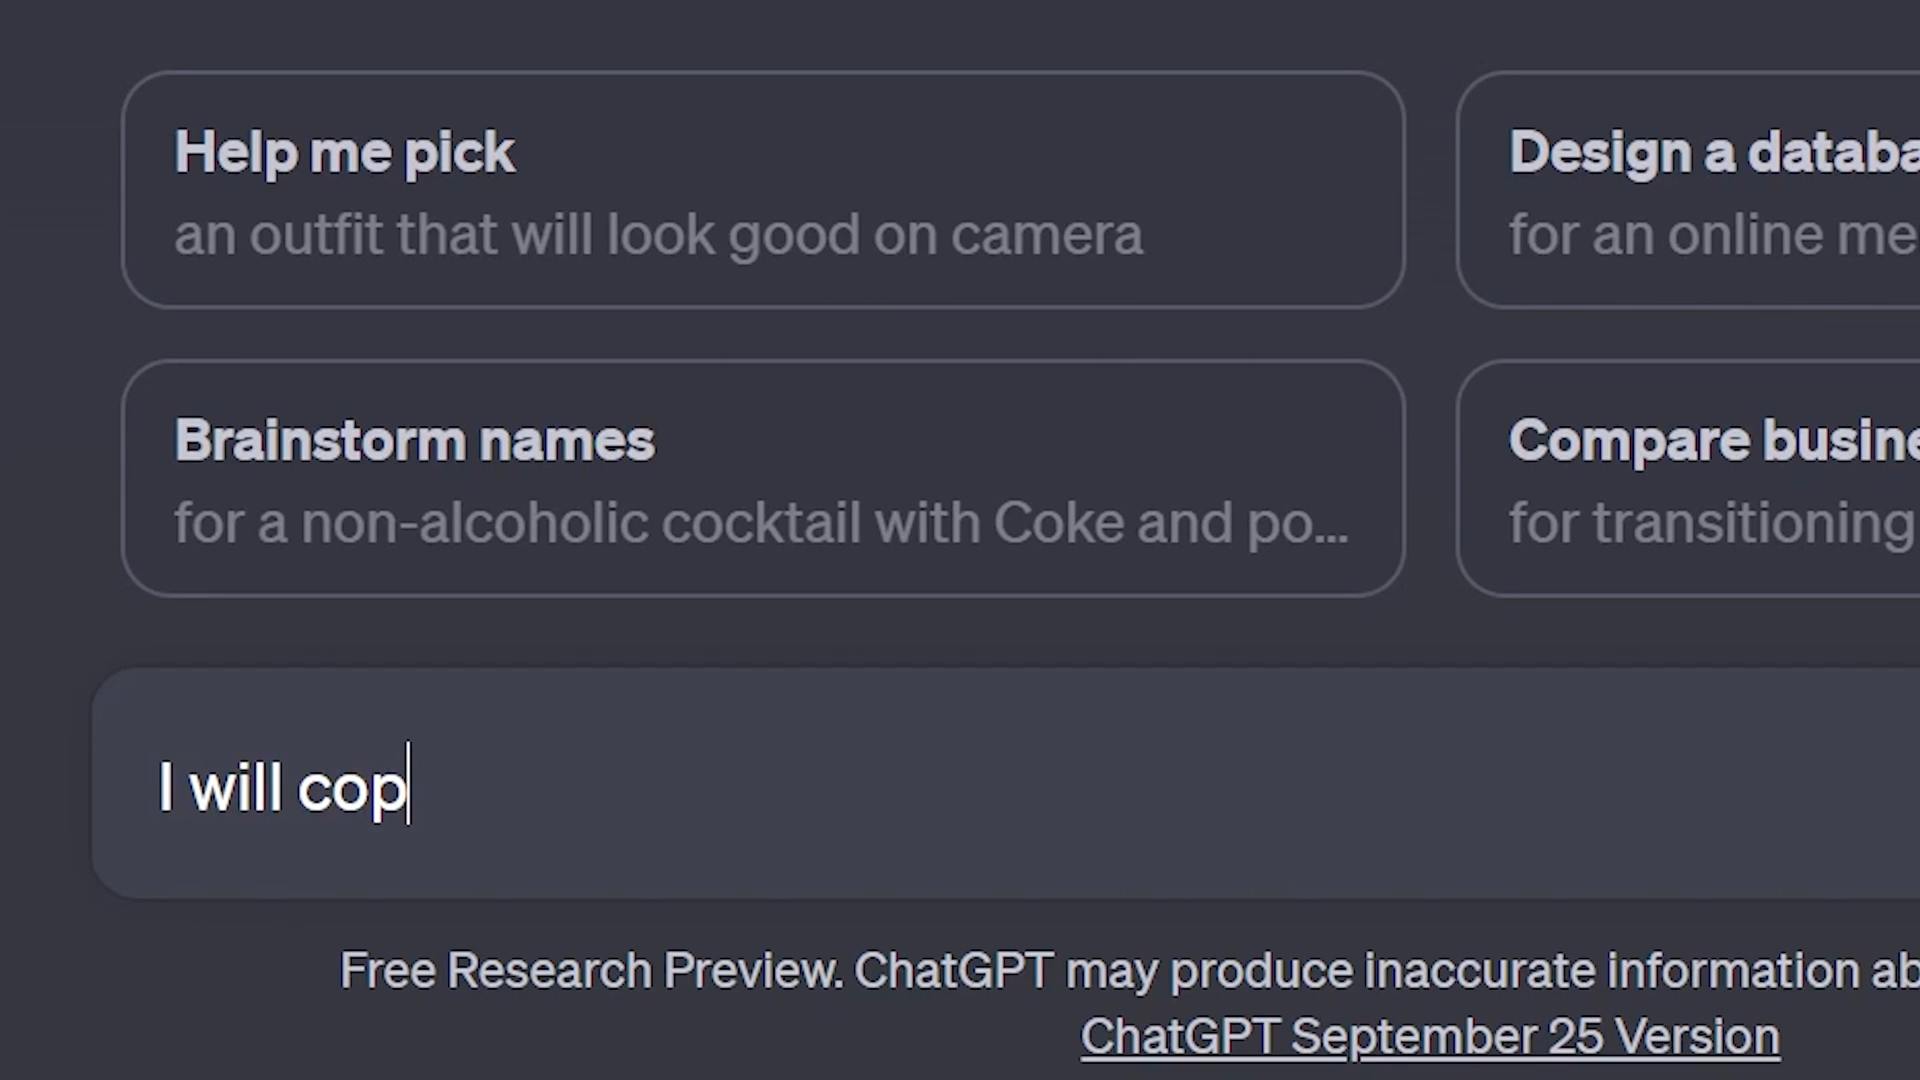 Help me pick
an outfit that will look good on camera
Design a databa
for an online me
Brainstorm names
for a non-alcoholic cocktail with Coke and po...
Compare busine
for transitioning
I will cop
Free Research Preview. ChatGPT may produce inaccurate information ab
ChatGPT September 25 Version